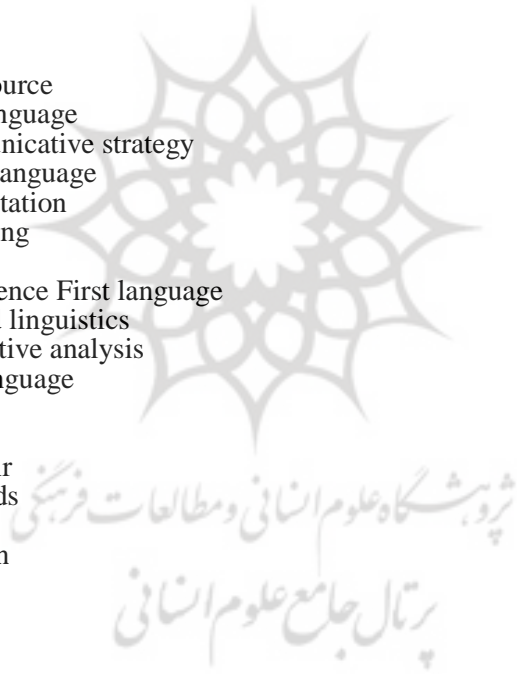 ource
nguage
unicative strategy
anguage
tation
ng
ence First language
linguistics
tive analysis
nguage
r
ds
n
پژوهشگاه علوم انسانی و مطالعات فرهنگی
پرتال جامع علوم انسانی